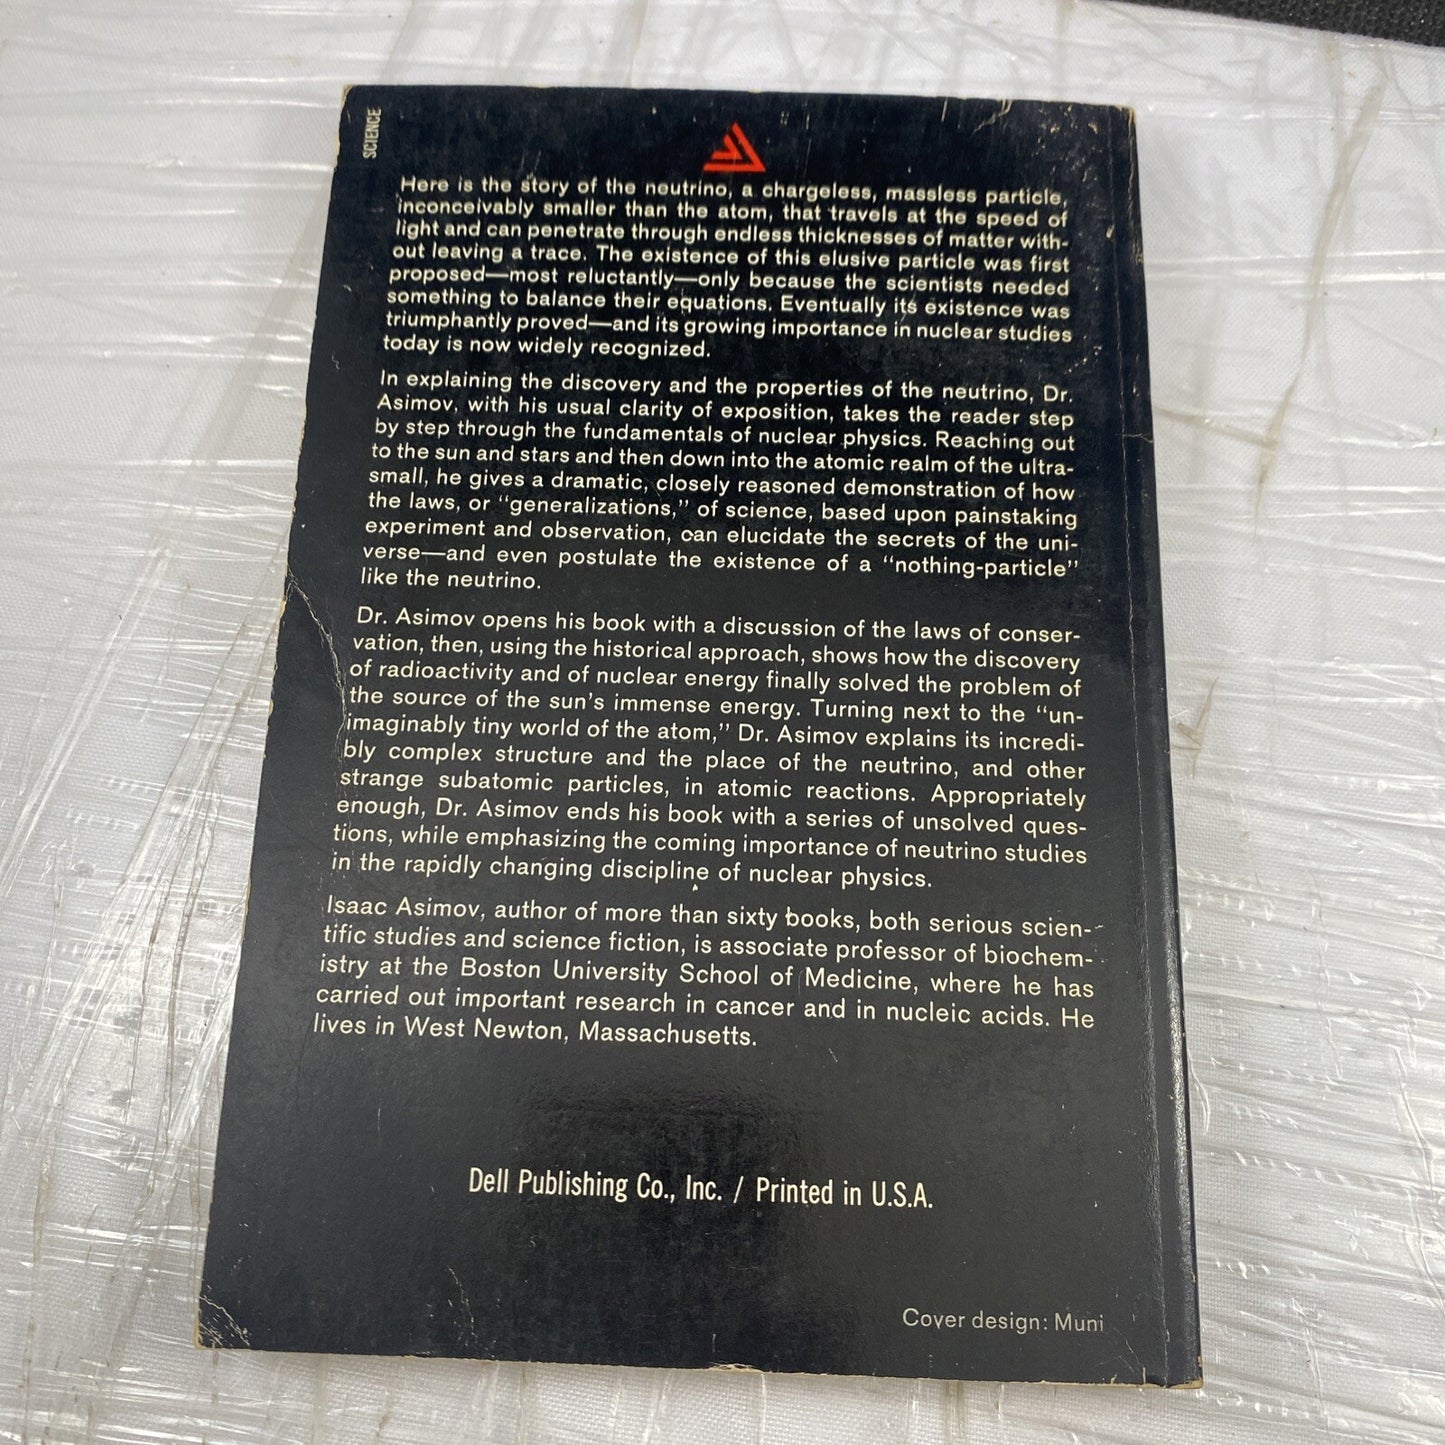 SCIENCE
Here is the story of the neutrino, a chargeless, massless particle,
inconceivably smaller than the atom, that travels at the speed of
light and can penetrate through endless thicknesses of matter with-
out leaving a trace. The existence of this elusive particle was first
proposed—most reluctantly—only because the scientists needed
something to balance their equations. Eventually its existence was
triumphantly proved—and its growing importance in nuclear studies
today is now widely recognized.
In explaining the discovery and the properties of the neutrino, Dr.
Asimov, with his usual clarity of exposition, takes the reader step
by step through the fundamentals of nuclear physics. Reaching out
to the sun and stars and then down into the atomic realm of the ultra-
small, he gives a dramatic, closely reasoned demonstration of how
the laws, or "generalizations," of science, based upon painstaking
experiment and observation, can elucidate the secrets of the uni-
verse—and even postulate the existence of a "nothing-particle"
like the neutrino.
Dr. Asimov opens his book with a discussion of the laws of conser-
vation, then, using the historical approach, shows how the discovery
of radioactivity and of nuclear energy finally solved the problem of
the source of the sun's immense energy. Turning next to the "un-
imaginably tiny world of the atom," Dr. Asimov explains its incredi-
bly complex structure and the place of the neutrino, and other
strange subatomic particles, in atomic reactions. Appropriately
enough, Dr. Asimov ends his book with a series of unsolved ques-
tions, while emphasizing the coming importance of neutrino studies
in the rapidly changing discipline of nuclear physics.
Isaac Asimov, author of more than sixty books, both serious scien-
tific studies and science fiction, is associate professor of biochem-
istry at the Boston University School of Medicine, where he has
carried out important research in cancer and in nucleic acids. He
lives in West Newton, Massachusetts.
Dell Publishing Co., Inc. / Printed in U.S.A.
Cover design: Muni